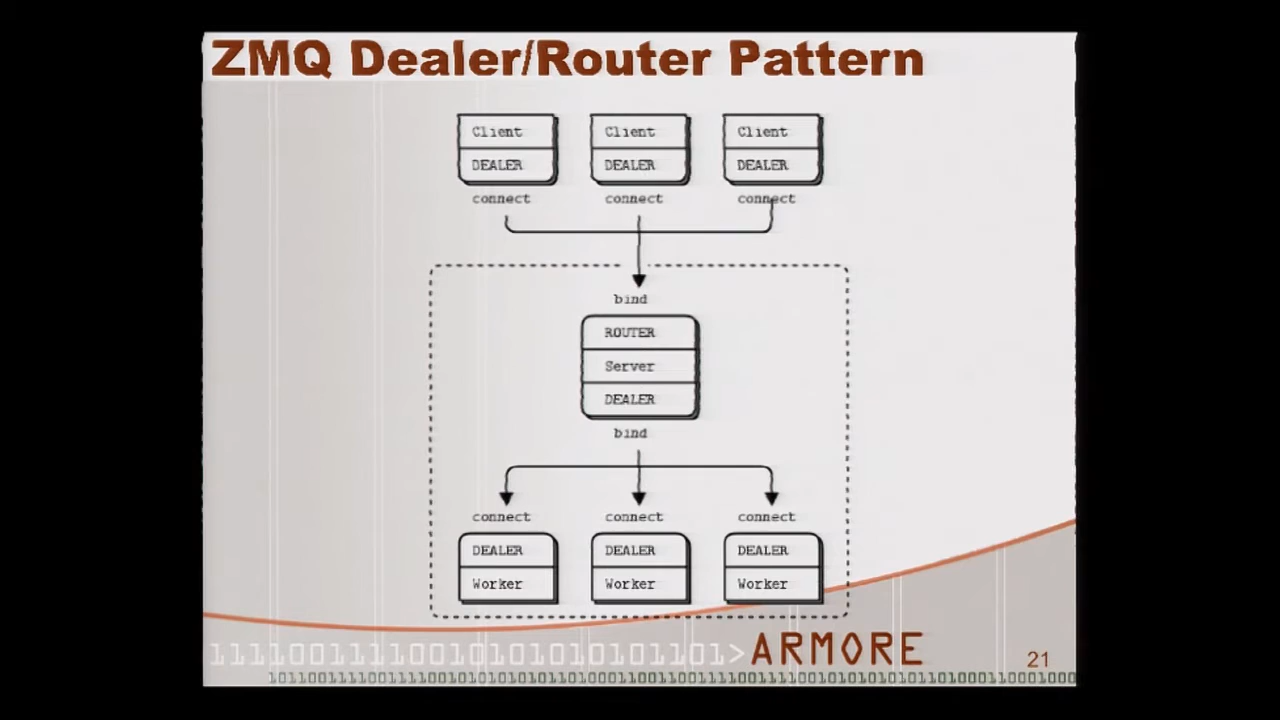 ZMQ Dealer/Router Pattern
Client Client Client
DEALER DEALER DEALER
connect connect connect
bind
ROUTER
Server
DEALER
bind
connect connect connect
DEALER DEALER DEALER
Worker Worker Worker
ARMORE
21